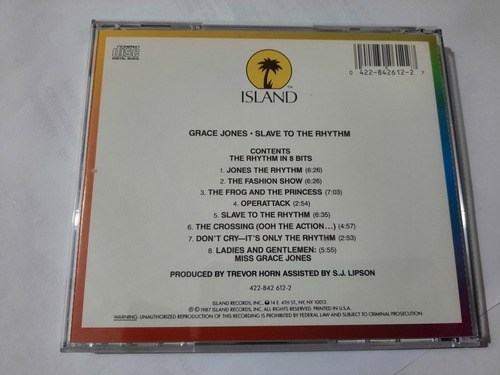 COMPACT
disc
DIGITAL AUDIO
0 422-842612-2 7
ISLAND
TM
GRACE JONES • SLAVE TO THE RHYTHM
CONTENTS
THE RHYTHM IN 8 BITS
1. JONES THE RHYTHM (6:26)
2. THE FASHION SHOW (6:26)
3. THE FROG AND THE PRINCESS (7:03)
4. OPERATTACK (2:54)
5. SLAVE TO THE RHYTHM (6:35)
6. THE CROSSING (OOH THE ACTION...) (4:57)
7. DON'T CRY—IT'S ONLY THE RHYTHM (2:53)
8. LADIES AND GENTLEMEN: (5:55)
MISS GRACE JONES
PRODUCED BY TREVOR HORN ASSISTED BY S.J. LIPSON
422-842 612-2
ISLAND RECORDS, INC., 14 E. 4TH ST, NY, NY 10012.
℗ © 1987 ISLAND RECORDS, INC. PRINTED IN U.S.A.
WARNING: UNAUTHORIZED REPRODUCTION OF THIS RECORDING IS PROHIBITED BY FEDERAL LAW AND SUBJECT TO CRIMINAL PROSECUTION.